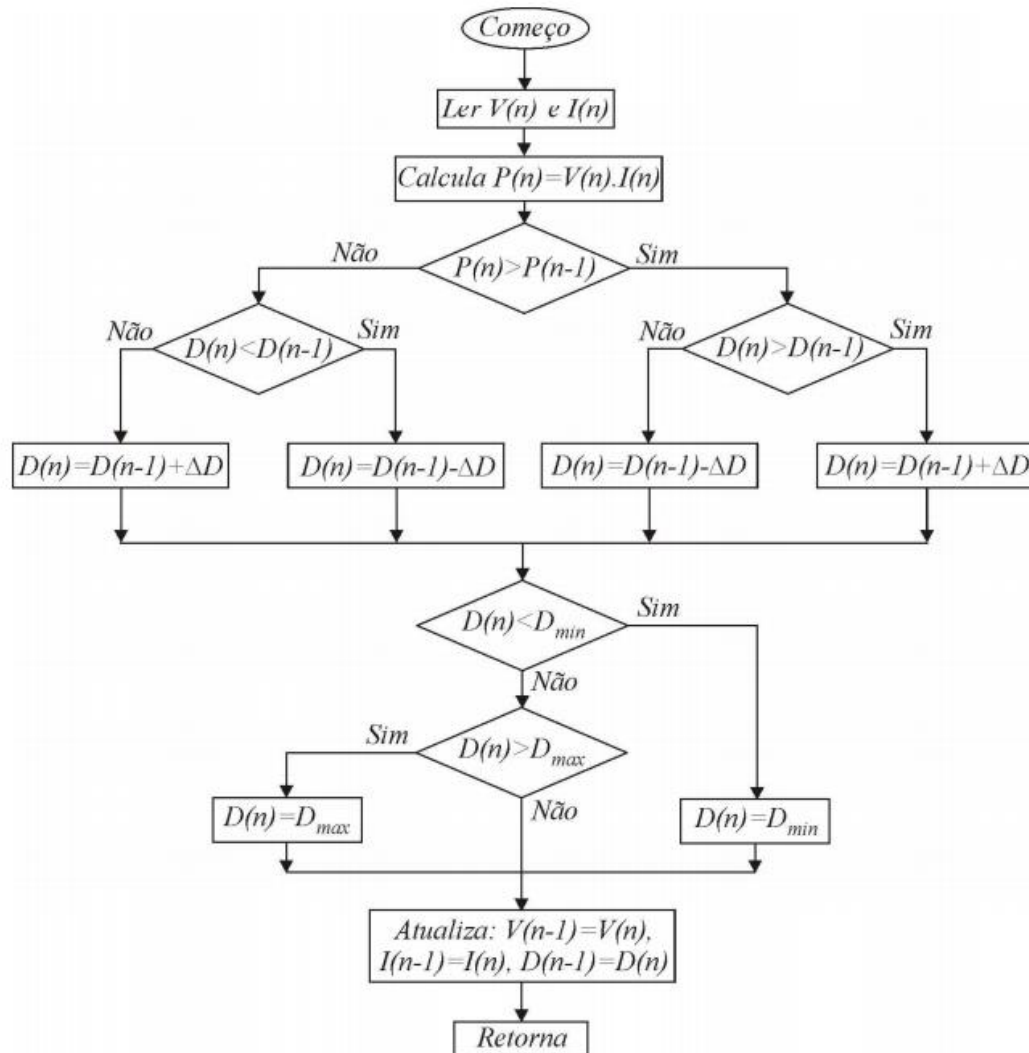 Começo
Ler V(n) e I(n)
Calcula P(n)=V(n).I(n)
Não
P(n)>P(n-1)
Sim
Não
D(n)<D(n-1)
Sim
Não
D(n)>D(n-1)
Sim
D(n)=D(n-1)+ΔD
D(n)=D(n-1)-ΔD
D(n)=D(n-1)-ΔD
D(n)=D(n-1)+ΔD
D(n)<Dmin
Sim
Não
Sim
D(n)>Dmax
Não
D(n)=Dmax
D(n)=Dmin
Atualiza: V(n-1)=V(n),
I(n-1)=I(n), D(n-1)=D(n)
Retorna